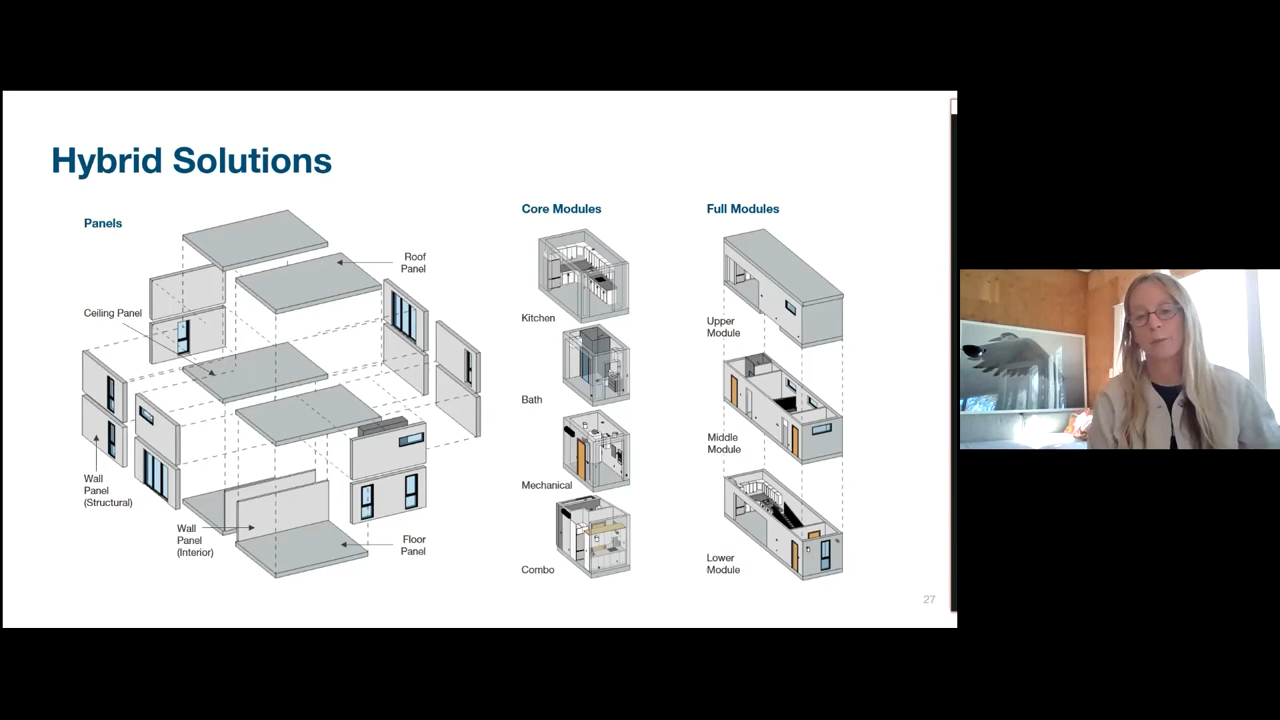 Hybrid Solutions
Panels
Roof
Panel
Ceiling Panel
Wall
Panel
(Structural)
Wall
Panel
(Interior)
Floor
Panel
Core Modules
Kitchen
Bath
Mechanical
Combo
Full Modules
Upper
Module
Middle
Module
Lower
Module
27